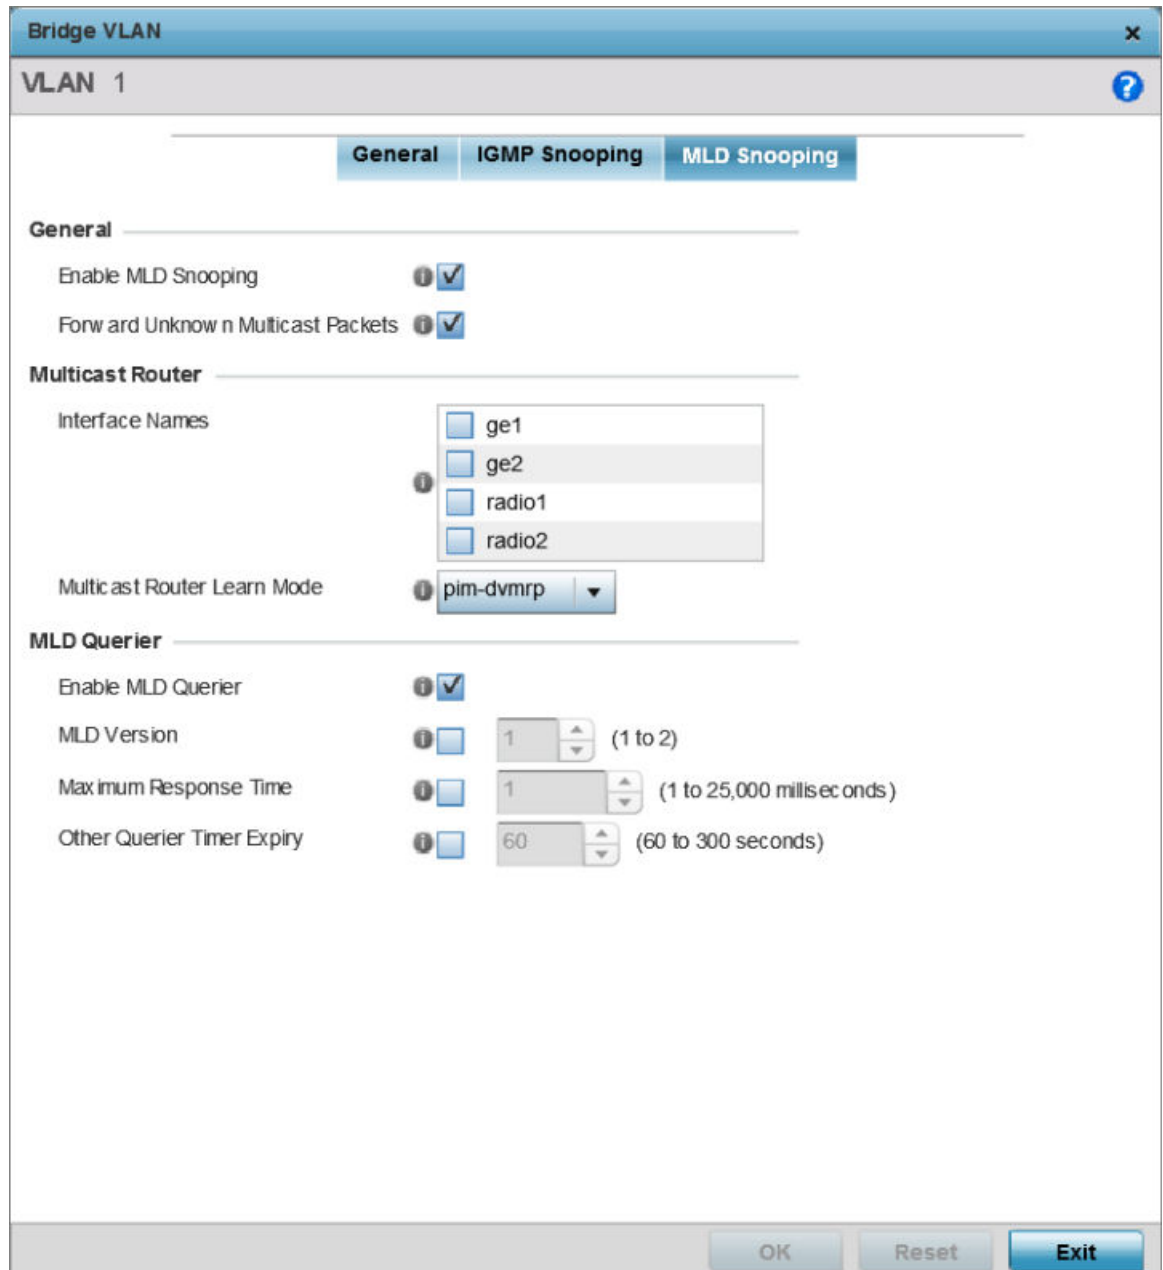 Bridge VLAN
VLAN 1
General IGMP Snooping MLD Snooping
General
Enable MLD Snooping
Forward Unknown Multicast Packets
Multicast Router
Interface Names
ge1
ge2
radio1
radio2
Multicast Router Learn Mode pim-dvmrp
MLD Querier
Enable MLD Querier
MLD Version 1 (1 to 2)
Maximum Response Time 1 (1 to 25,000 milliseconds)
Other Querier Timer Expiry 60 (60 to 300 seconds)
OK Reset Exit